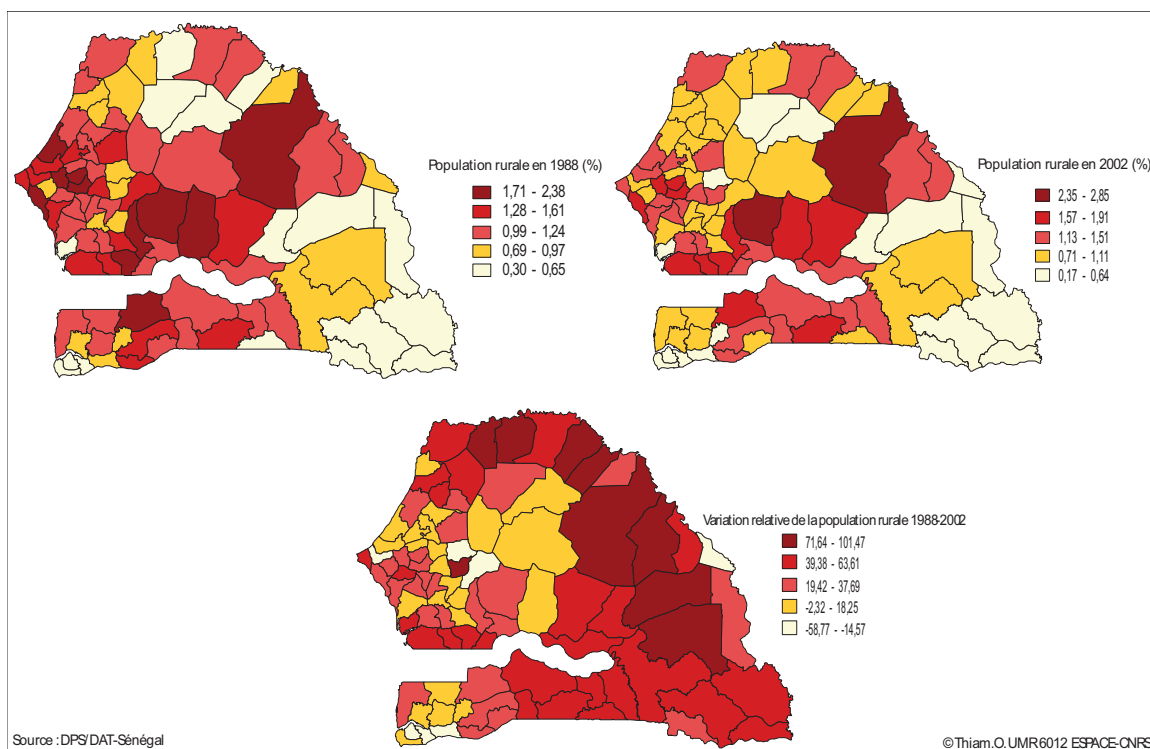 Population rurale en 1988 (%)
1,71 - 2,38
1,28 - 1,61
0,99 - 1,24
0,69 - 0,97
0,30 - 0,65
Population rurale en 2002 (%)
2,35 - 2,85
1,57 - 1,91
1,13 - 1,51
0,71 - 1,11
0,17 - 0,64
Variation relative de la population rurale 1988-2002
71,64 - 101,47
39,38 - 63,61
19,42 - 37,69
-2,32 - 18,25
-58,77 - -14,57
Source : DPS/DAT-Sénégal
©Thiam.O.UMR6012 ESPACE-CNRS